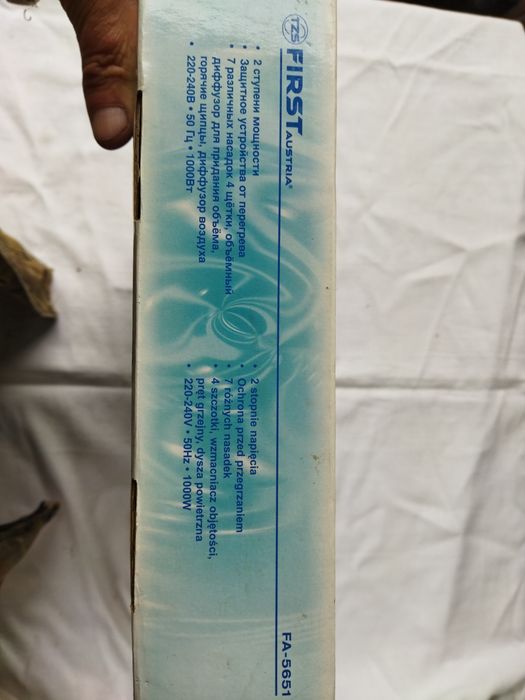 TZS
FIRST
AUSTRIA®
• 2 ступени мощности
• Защитное устройства от перегрева
• 7 различных насадок 4 щётки, объёмный
диффузор для придания объёма,
горячие щипцы, диффузор воздуха
• 220-240В • 50 Гц • 1000Вт
• 2 stopnie napięcia
• Ochrona przed przegrzaniem
• 7 różnych nasadek
• 4 szczotki, wzmacniacz objętości,
pręt grzejny, dysza powietrzna
• 220-240V • 50Hz • 1000W
FA-5651